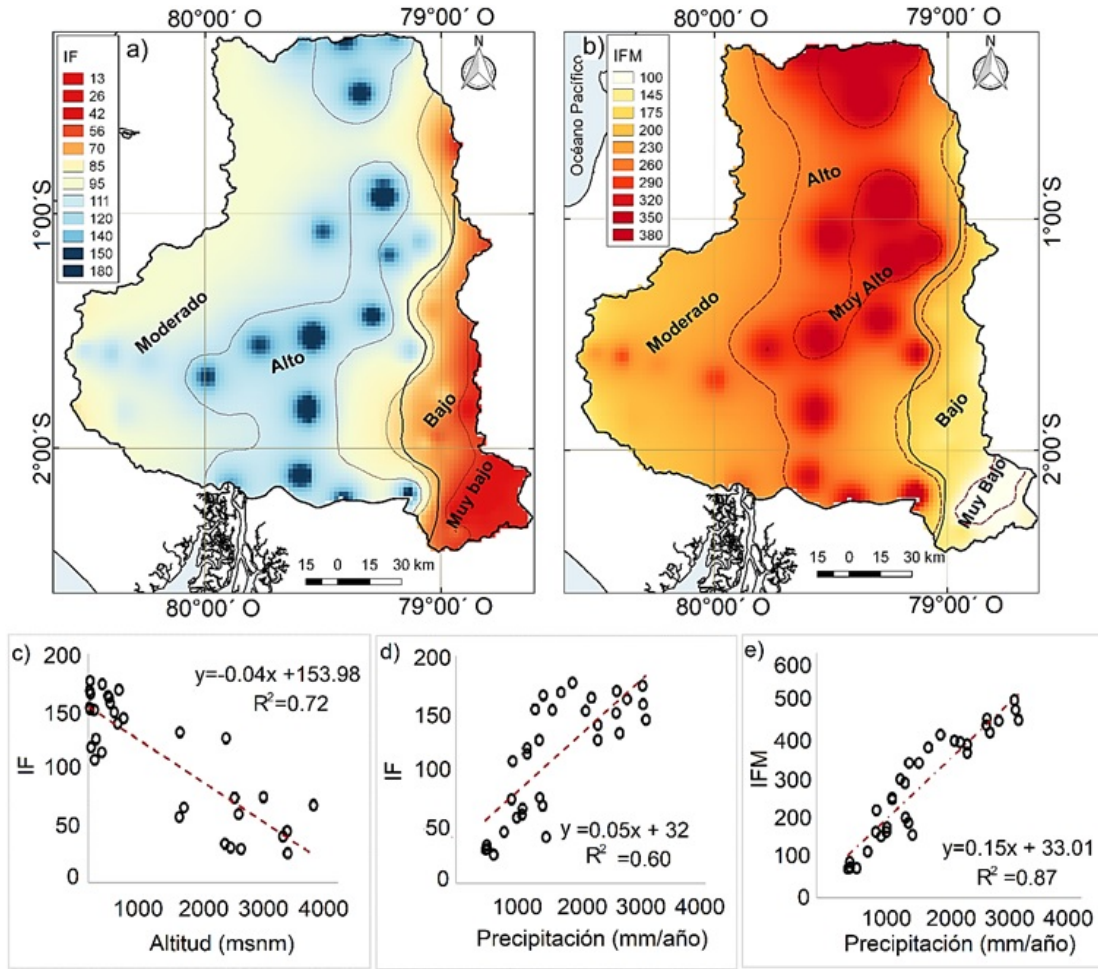 80°00´ O
79°00´ O
80°00´ O
79°00´ O
a)
N
IF
13
26
42
56
70
85
95
111
120
140
150
180
1°00´S
2°00´S
Moderado
Alto
Bajo
Muy bajo
15 0 15 30 km
80°00´ O
79°00´ O
b)
N
Océano Pacífico
IFM
100
145
175
200
230
260
290
320
350
380
Alto
Moderado
Muy Alto
Bajo
Muy Bajo
1°00´S
2°00´S
15 0 15 30 km
80°00´ O
79°00´ O
c)
200
150
100
50
0
IF
y=-0.04x +153.98
R²=0.72
1000 2000 3000 4000
Altitud (msnm)
d)
200
150
100
50
0
IF
y =0.05x + 32
R² =0.60
1000 2000 3000 4000
Precipitación (mm/año)
e)
600
500
400
300
200
100
0
IFM
y=0.15x + 33.01
R² =0.87
1000 2000 3000 4000
Precipitación (mm/año)